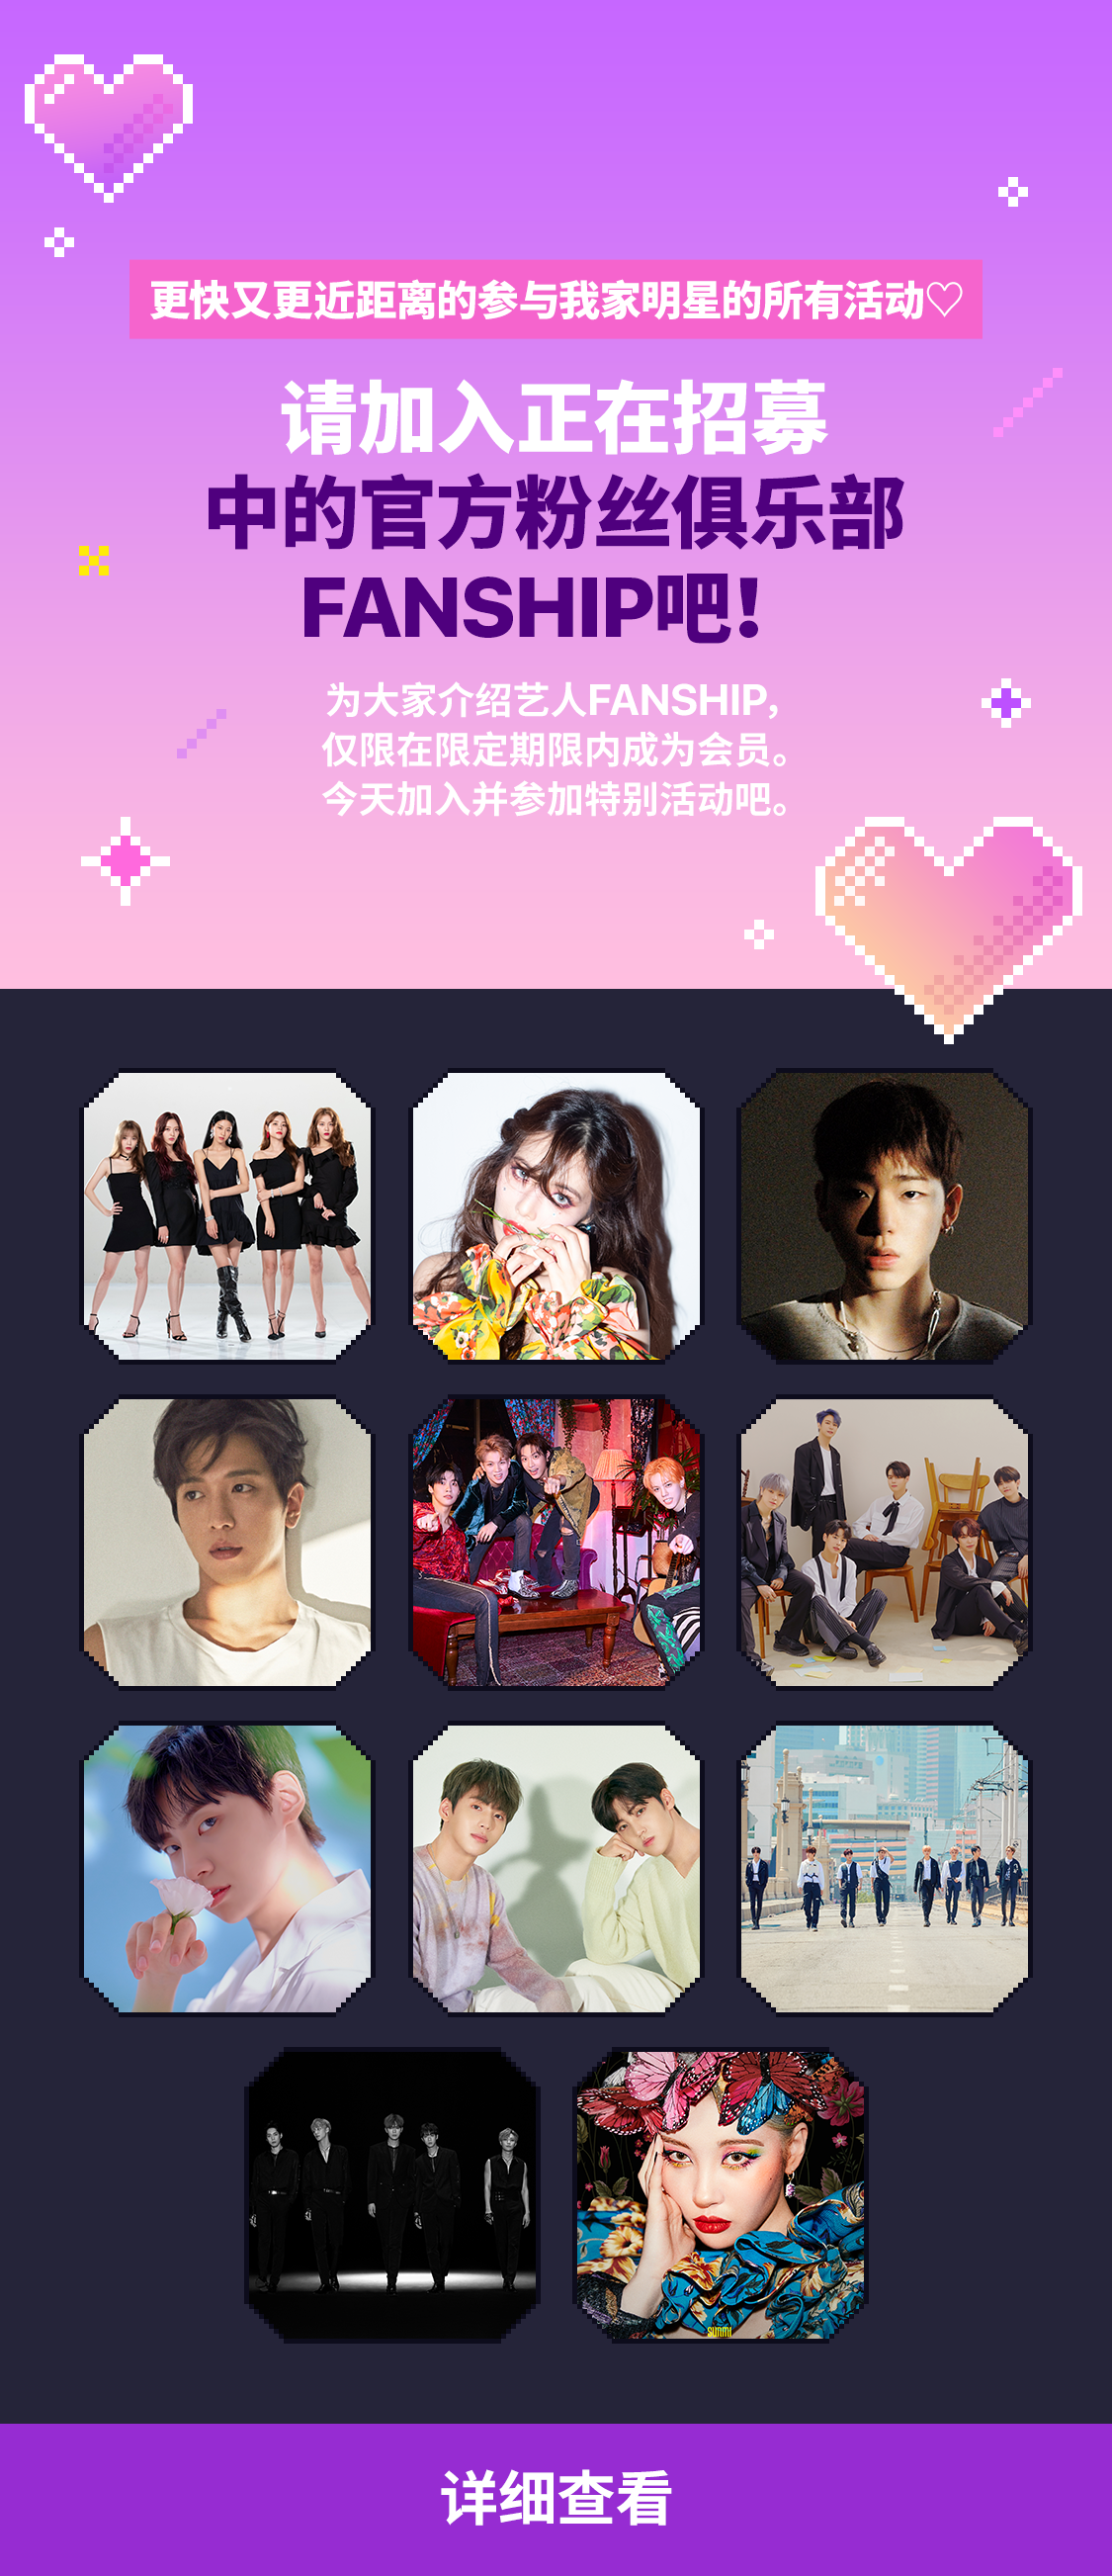 更快又更近距离的参与我家明星的所有活动♡
请加入正在招募
中的官方粉丝俱乐部
FANSHIP吧!
为大家介绍艺人FANSHIP,
仅限在限定期限内成为会员。
今天加入并参加特别活动吧。
SUNMI
详细查看